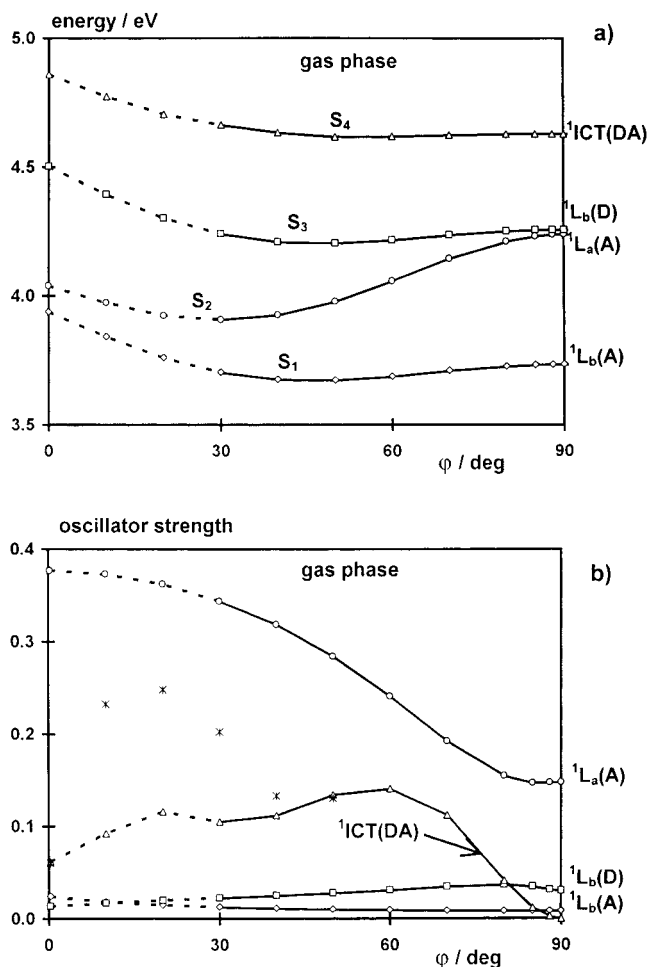 energy / eV
a)
5.0
gas phase
S₄
¹ICT(DA)
4.5
S₃
¹Lb(D)
¹La(A)
4.0
S₂
S₁
¹Lb(A)
3.5
0 30 60 90
φ / deg
oscillator strength
b)
0.4
gas phase
0.3
0.2
¹La(A)
0.1
¹ICT(DA)
¹Lb(D)
¹Lb(A)
0.0
0 30 60 90
φ / deg